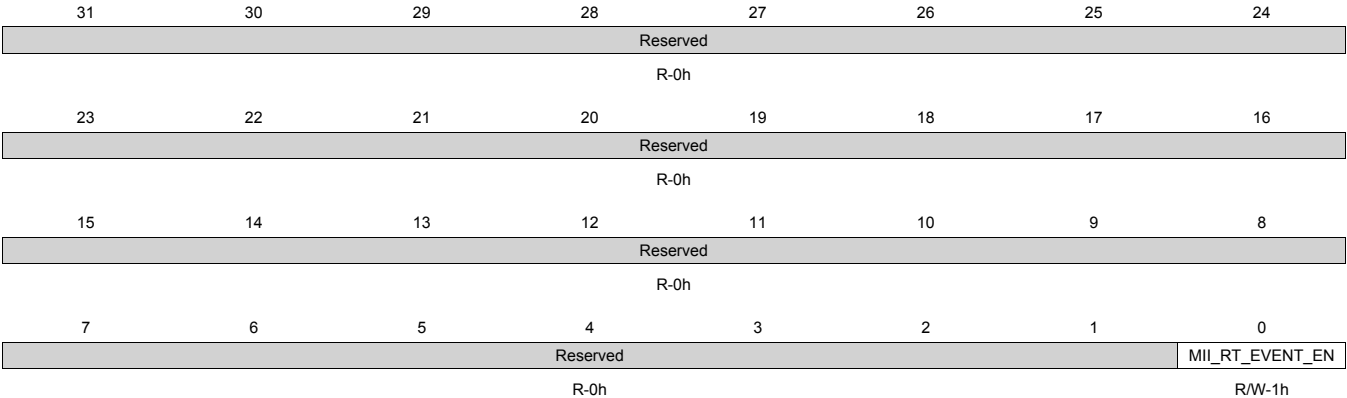 31 30 29 28 27 26 25 24
Reserved
R-0h
23 22 21 20 19 18 17 16
Reserved
R-0h
15 14 13 12 11 10 9 8
Reserved
R-0h
7 6 5 4 3 2 1 0
Reserved MII_RT_EVENT_EN
R-0h R/W-1h